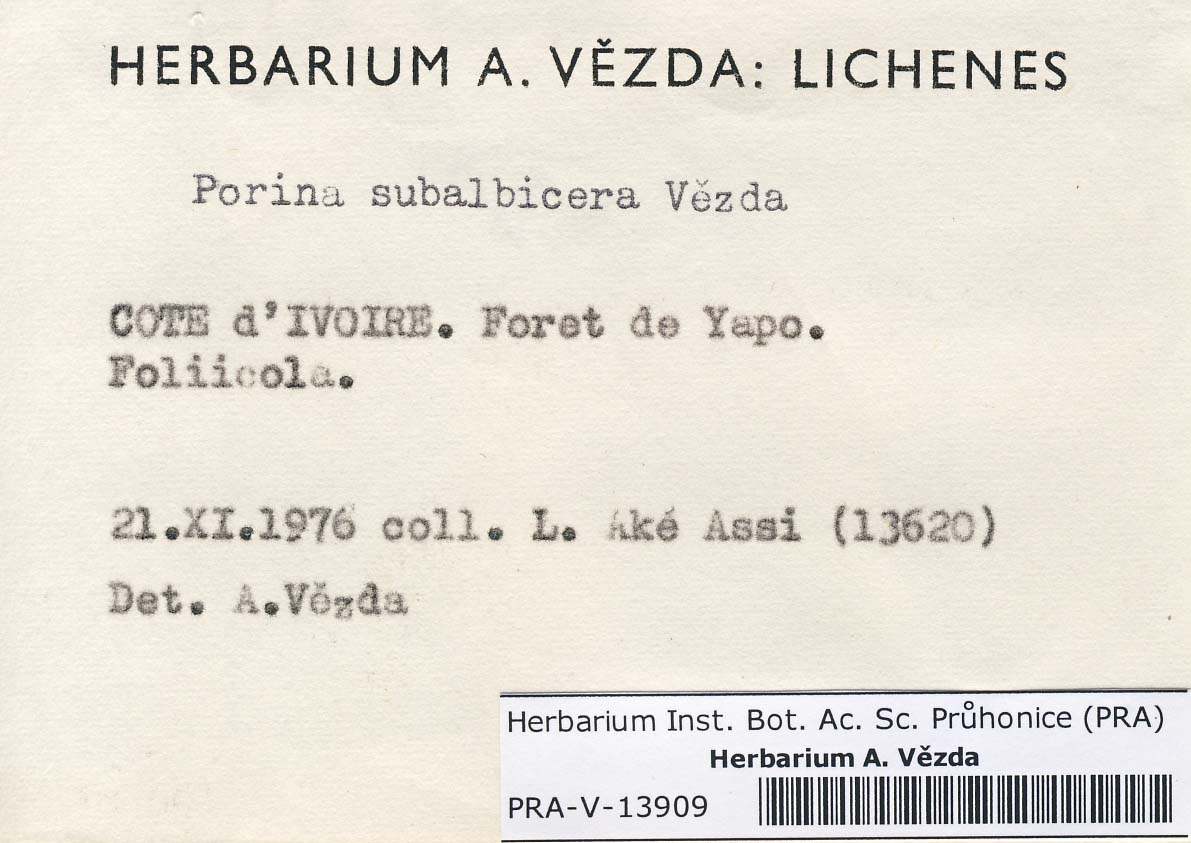 HERBARIUM A. VĚZDA: LICHENES
Porina subalbicera Vězda
COTE d'IVOIRE. Foret de Yapo.
Foliicola.
21.XI.1976 coll. L. Aké Assi (13620)
Det. A.Vězda
Herbarium Inst. Bot. Ac. Sc. Průhonice (PRA)
Herbarium A. Vězda
PRA-V-13909